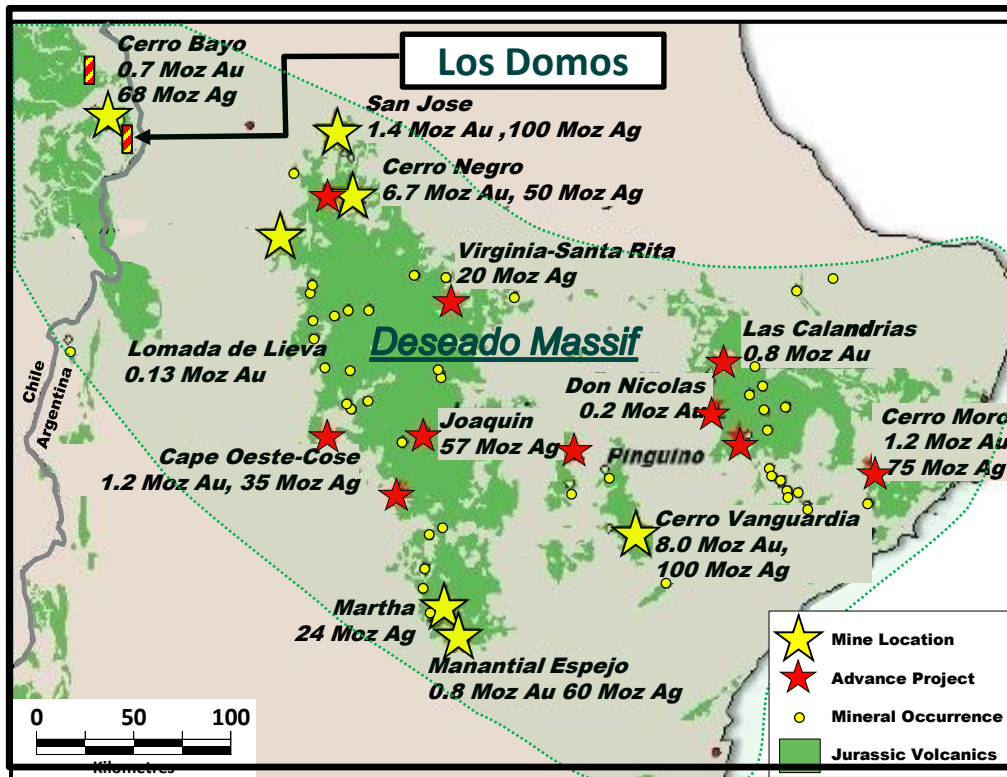 Cerro Bayo
0.7 Moz Au
68 Moz Ag
Los Domos
San Jose
1.4 Moz Au ,100 Moz Ag
Cerro Negro
6.7 Moz Au, 50 Moz Ag
Virginia-Santa Rita
20 Moz Ag
Deseado Massif
Las Calandrias
0.8 Moz Au
Lomada de Lieva
0.13 Moz Au
Chile
Argentina
Don Nicolas
0.2 Moz Au
Joaquin
57 Moz Ag
Cerro Moro
1.2 Moz Au
75 Moz Ag
Cape Oeste-Cose
1.2 Moz Au, 35 Moz Ag
Pinguino
Cerro Vanguardia
8.0 Moz Au,
100 Moz Ag
Martha
24 Moz Ag
Manantial Espejo
0.8 Moz Au 60 Moz Ag
Mine Location
Advance Project
Mineral Occurrence
Jurassic Volcanics
0 50 100
Kilometres